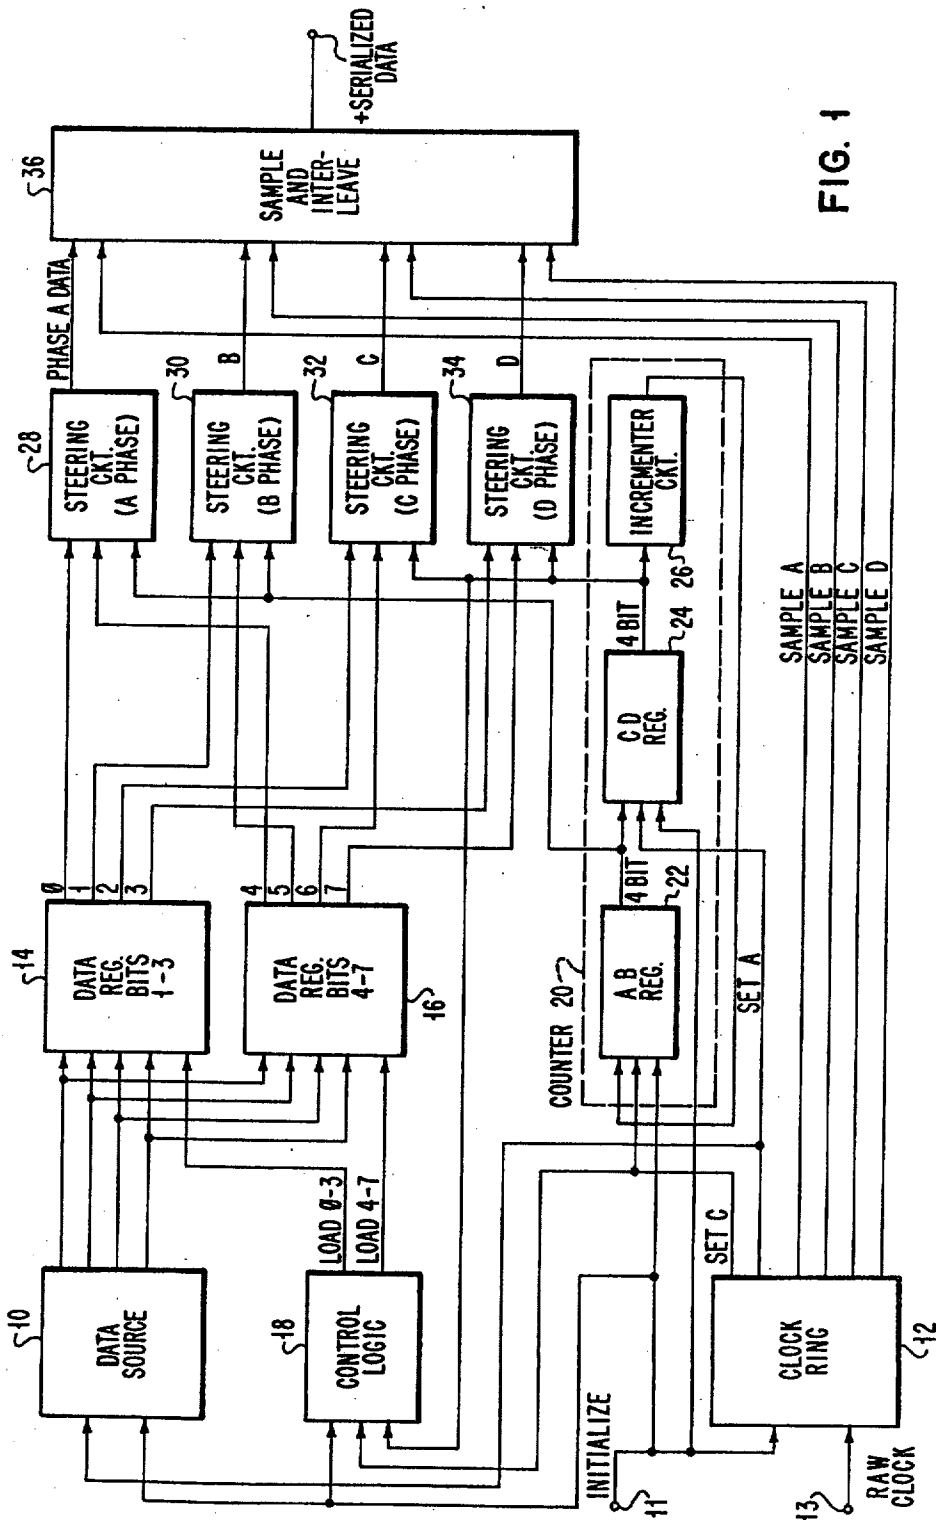 10
DATA
SOURCE
14
DATA
REG.
BITS
1-3
0
1
2
3
28
STEERING
CKT.
(A PHASE)
PHASE A DATA
36
SAMPLE
AND
INTER-
LEAVE
+SERIALIZED
DATA
DATA
REG.
BITS
4-7
16
4
5
6
7
30
STEERING
CKT.
(B PHASE)
B
18
CONTROL
LOGIC
LOAD 0-3
LOAD 4-7
32
STEERING
CKT.
(C PHASE)
C
34
STEERING
CKT
(D PHASE)
D
COUNTER 20
A B
REG.
22
4 BIT
C D
REG.
24
4 BIT
INCREMENTER
CKT.
26
INITIALIZE
11
13
RAW
CLOCK
CLOCK
RING
12
SET C
SET A
SAMPLE A
SAMPLE B
SAMPLE C
SAMPLE D
FIG. 1